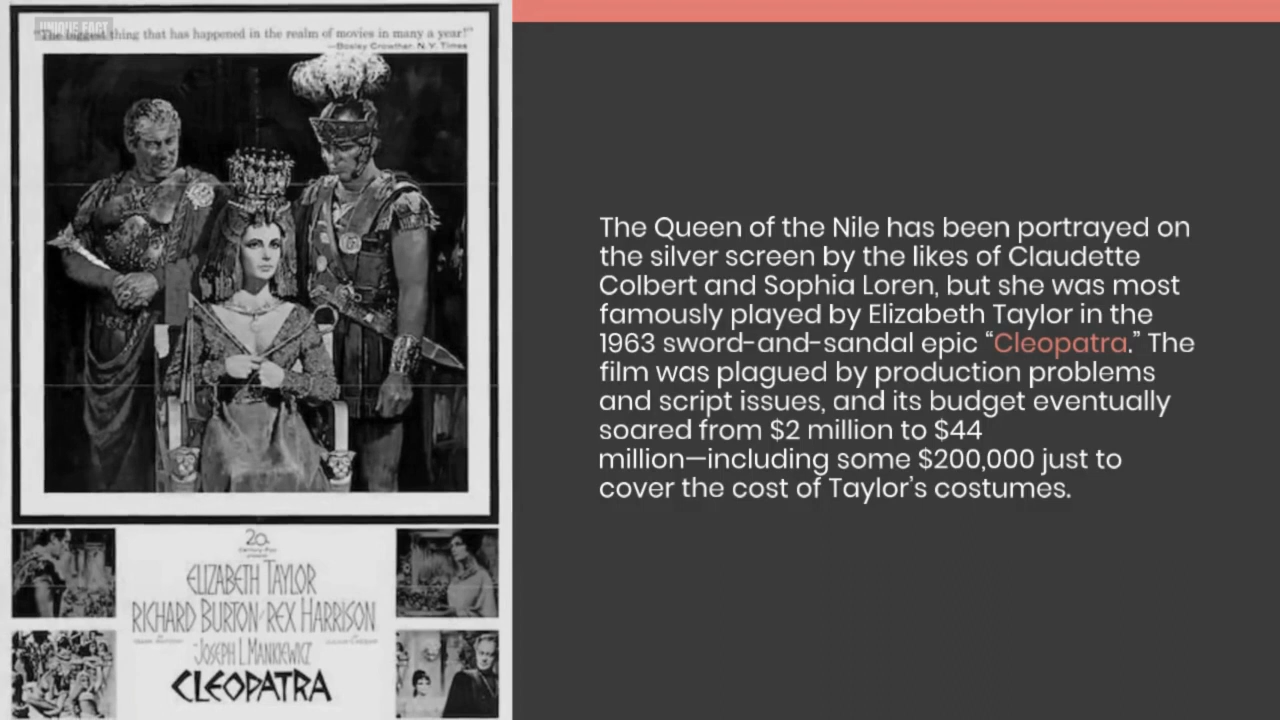 UNIQUE FACT
"The biggest thing that has happened in the realm of movies in many a year!"
—Bosley Crowther, N.Y. Times
The Queen of the Nile has been portrayed on
the silver screen by the likes of Claudette
Colbert and Sophia Loren, but she was most
famously played by Elizabeth Taylor in the
1963 sword-and-sandal epic “Cleopatra.” The
film was plagued by production problems
and script issues, and its budget eventually
soared from $2 million to $44
million—including some $200,000 just to
cover the cost of Taylor’s costumes.
20
ELIZABETH TAYLOR
RICHARD BURTON REX HARRISON
JOSEPH L MANKIEWICZ
CLEOPATRA